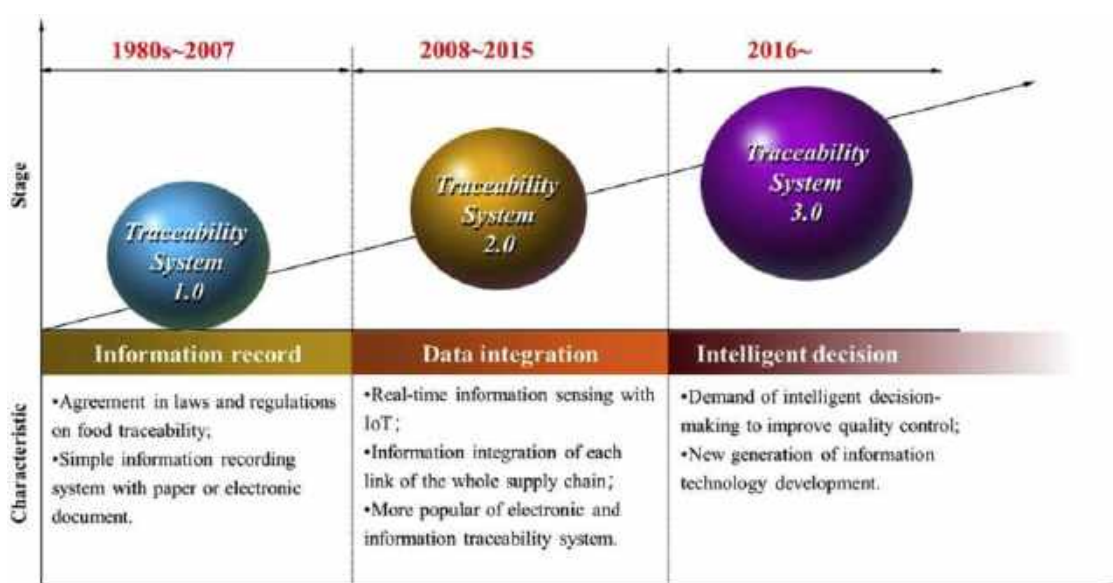 1980s~2007
2008~2015
2016~
Stage
Traceability
System
1.0
Traceability
System
2.0
Traceability
System
3.0
Information record
Data integration
Intelligent decision
Characteristic
•Agreement in laws and regulations
on food traceability;
•Simple information recording
system with paper or electronic
document.
•Real-time information sensing with
IoT;
•Information integration of each
link of the whole supply chain;
•More popular of electronic and
information traceability system.
•Demand of intelligent decision-
making to improve quality control;
•New generation of information
technology development.